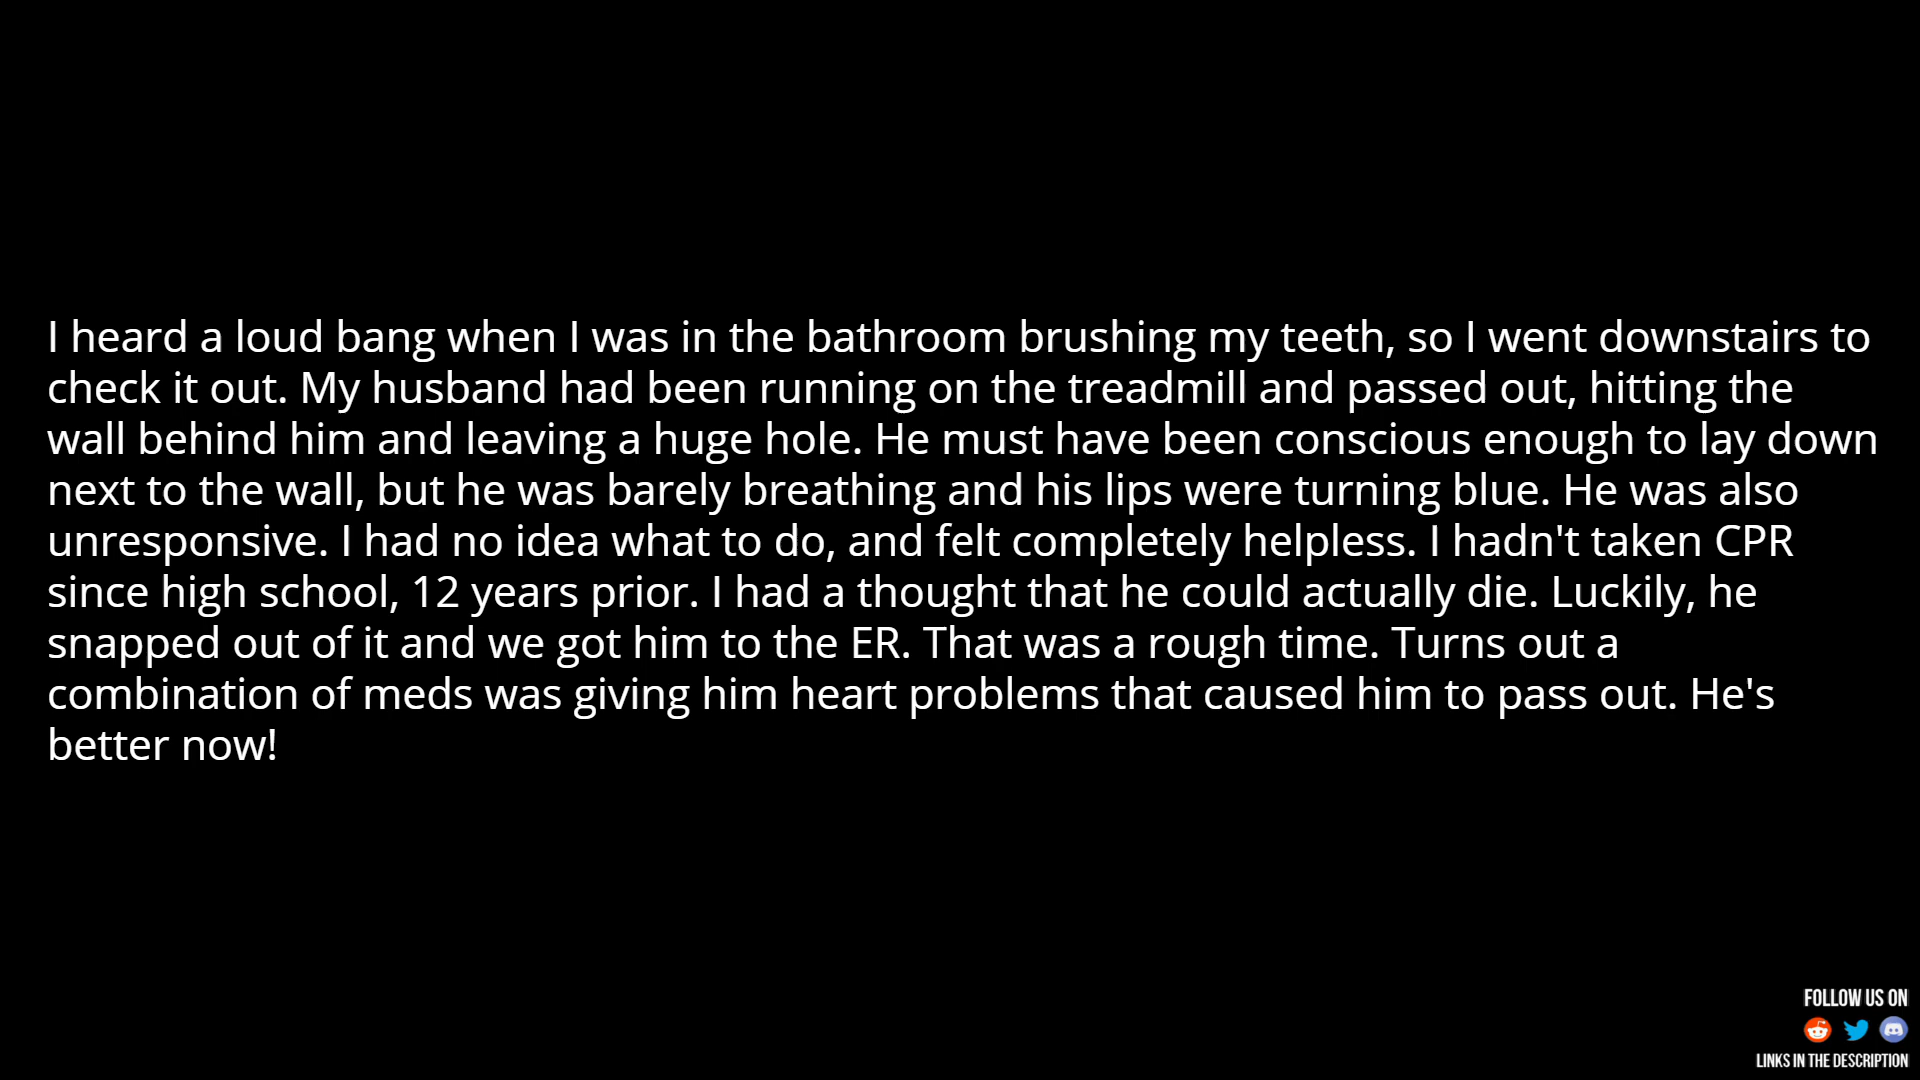 I heard a loud bang when I was in the bathroom brushing my teeth, so I went downstairs to
check it out. My husband had been running on the treadmill and passed out, hitting the
wall behind him and leaving a huge hole. He must have been conscious enough to lay down
next to the wall, but he was barely breathing and his lips were turning blue. He was also
unresponsive. I had no idea what to do, and felt completely helpless. I hadn't taken CPR
since high school, 12 years prior. I had a thought that he could actually die. Luckily, he
snapped out of it and we got him to the ER. That was a rough time. Turns out a
combination of meds was giving him heart problems that caused him to pass out. He's
better now!
FOLLOW US ON
LINKS IN THE DESCRIPTION